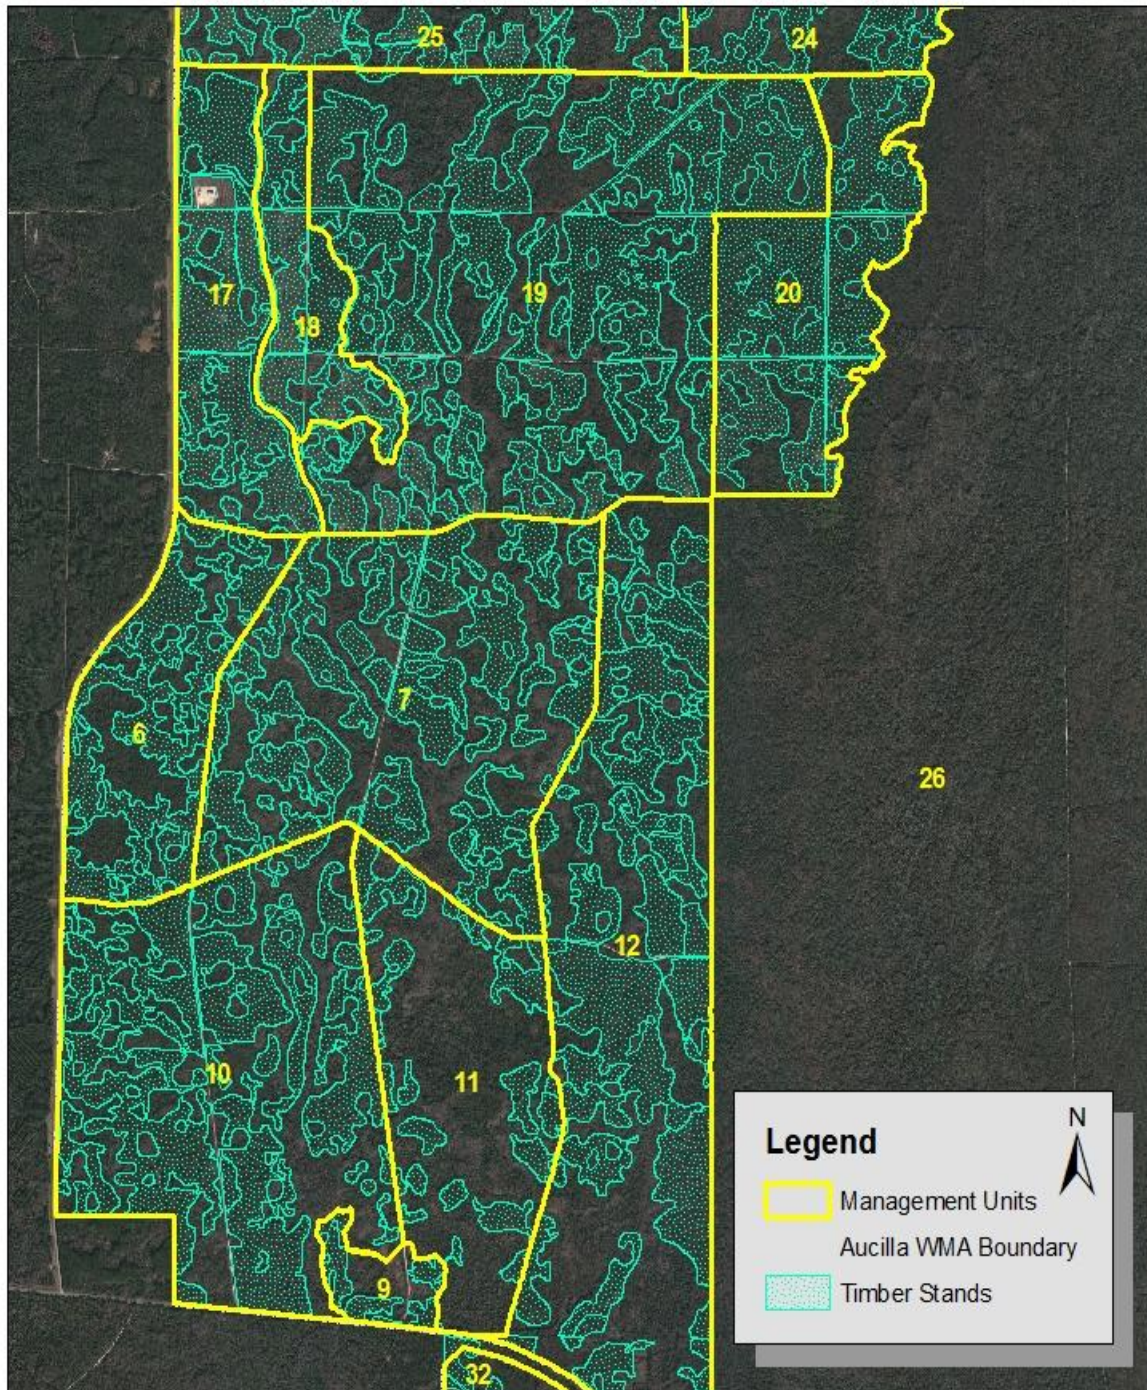 25
24
17
18
19
20
6
7
26
12
10
11
9
32
N
Legend
Management Units
Aucilla WMA Boundary
Timber Stands